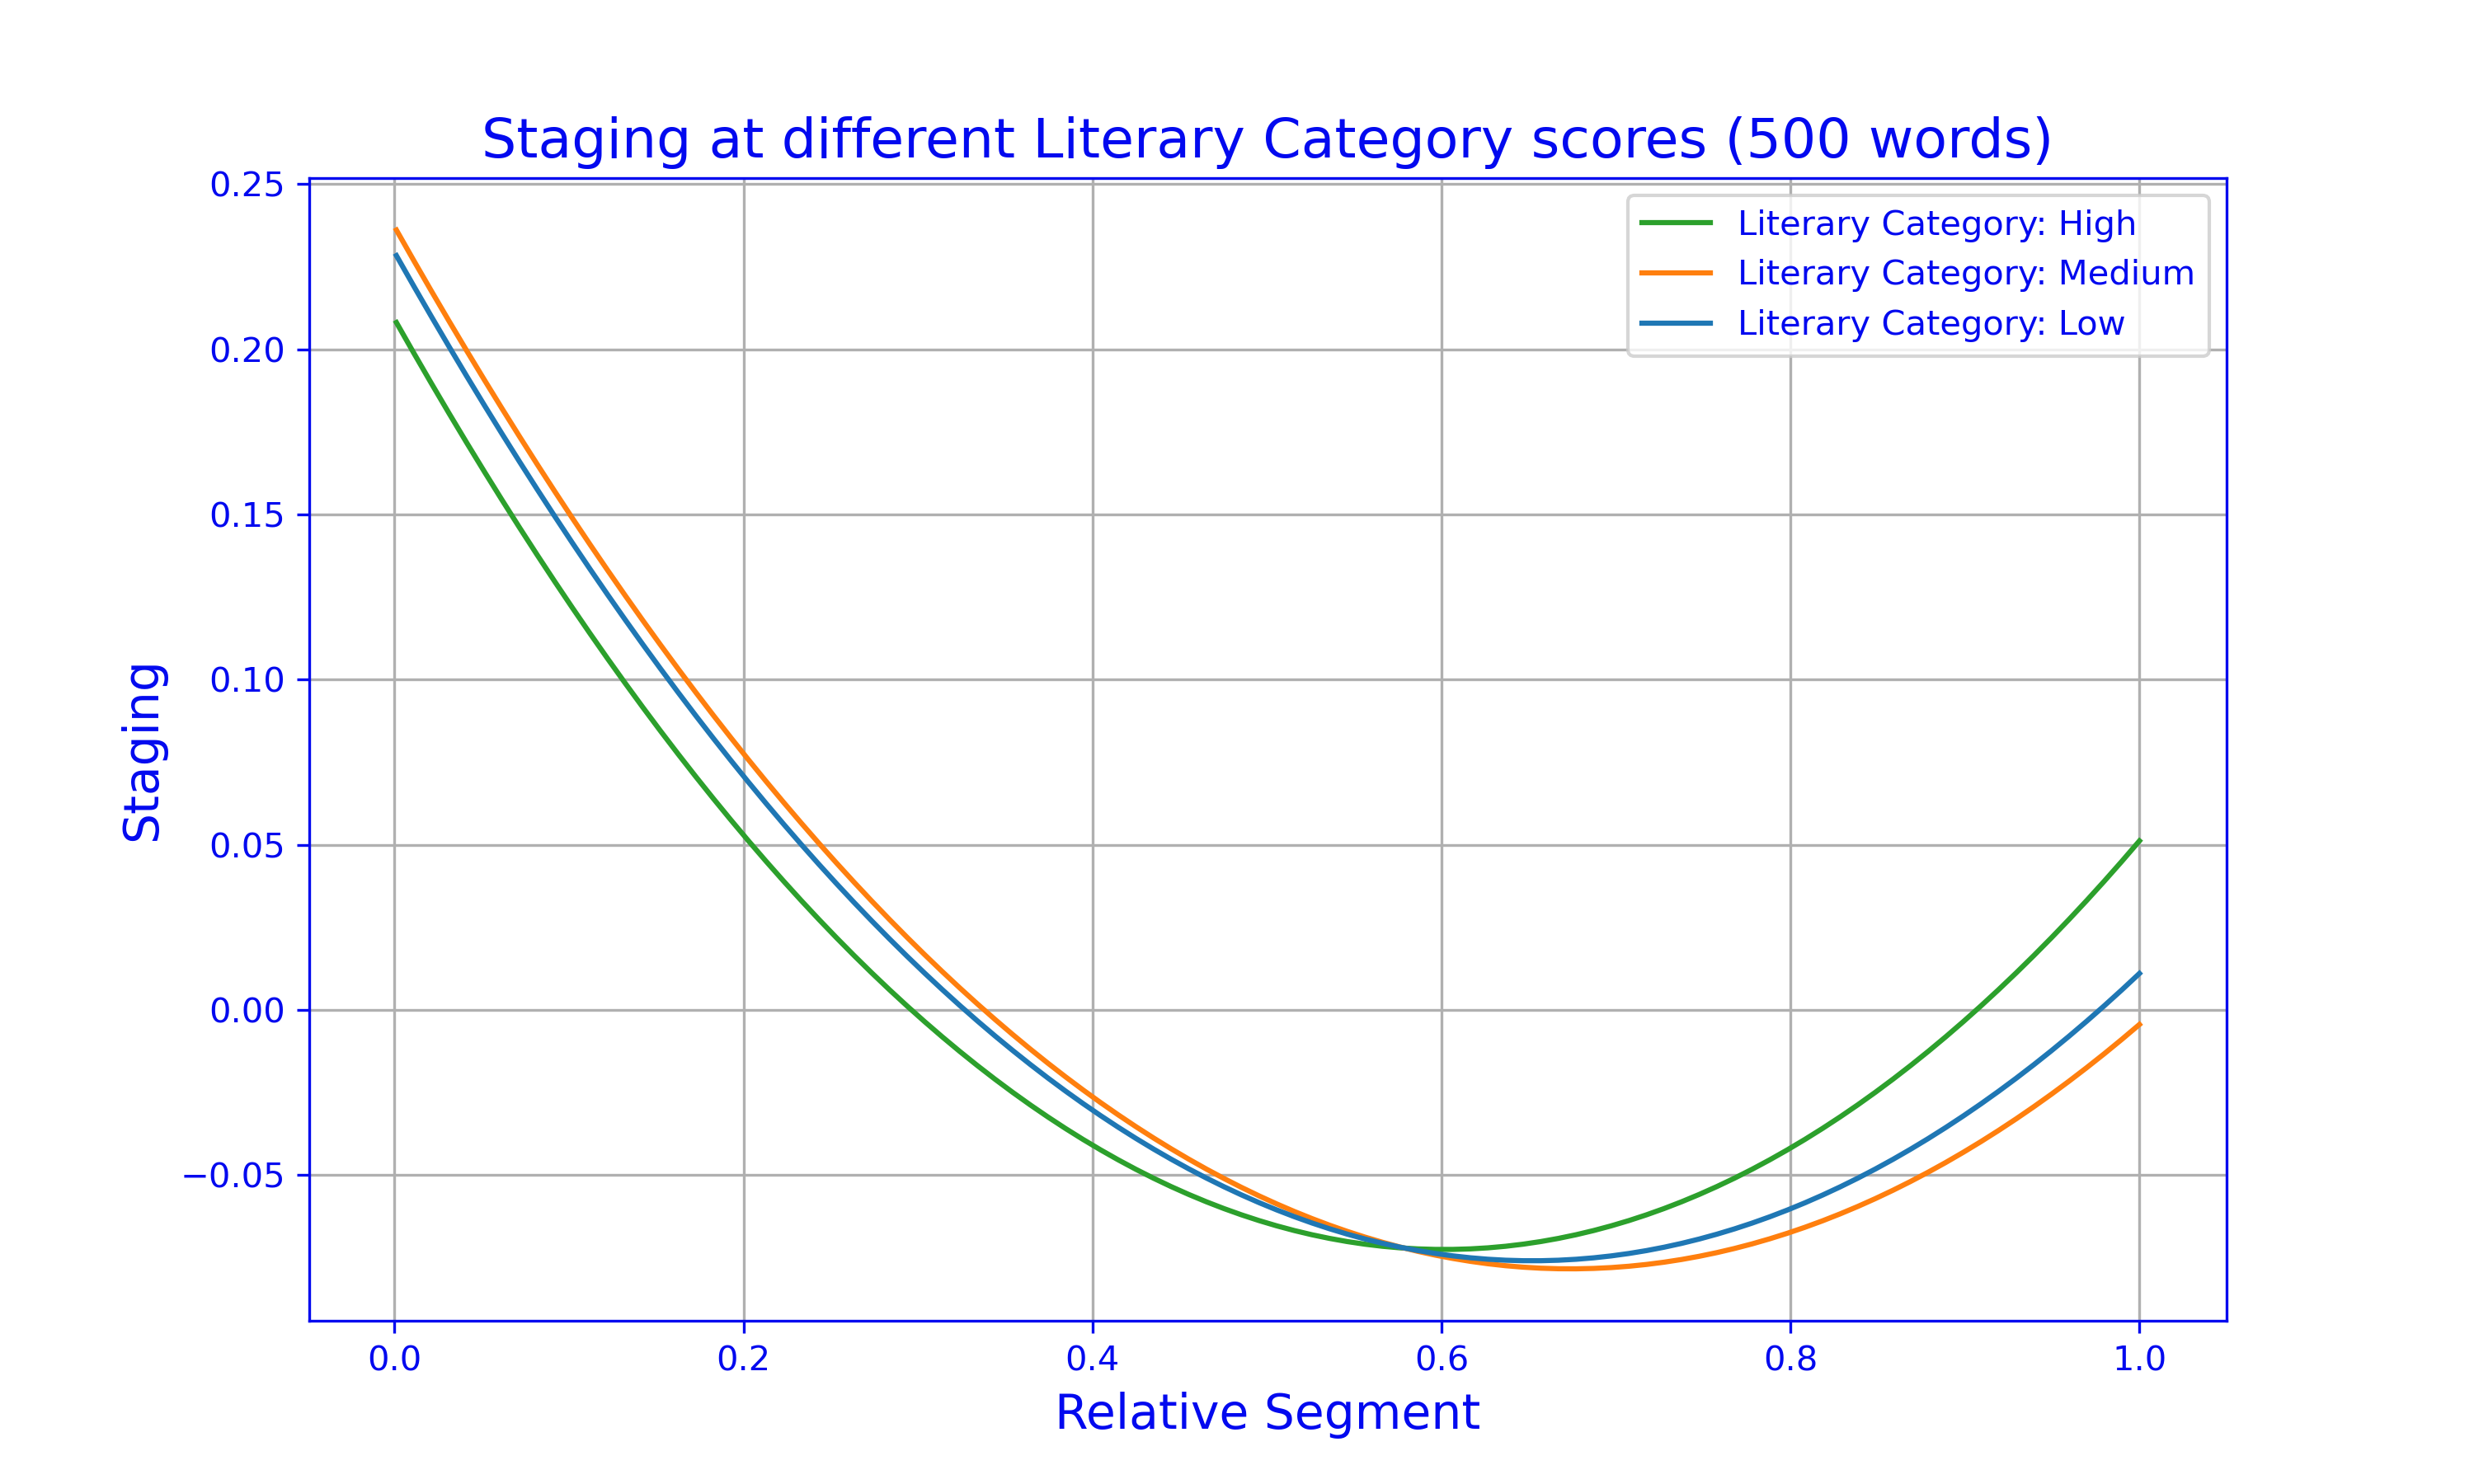 Staging at different Literary Category scores (500 words)
Literary Category: High
Literary Category: Medium
Literary Category: Low
Staging
0.25
0.20
0.15
0.10
0.05
0.00
−0.05
0.0 0.2 0.4 0.6 0.8 1.0
Relative Segment